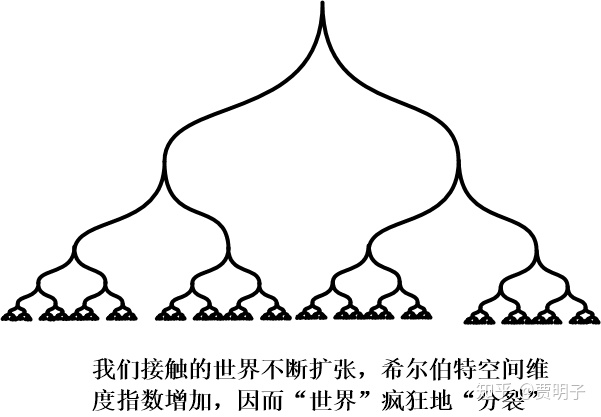 我们接触的世界不断扩张，希尔伯特空间维
度指数增加，因而“世界”疯狂地“分裂”
知乎 @贾明子